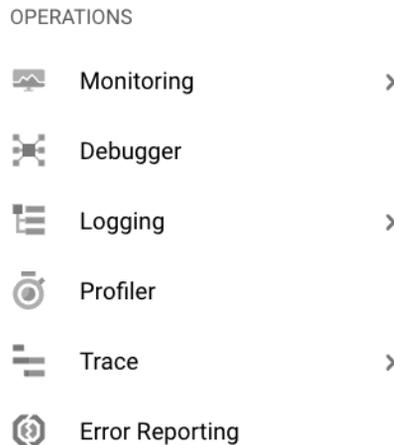 OPERATIONS
Monitoring
Debugger
Logging
Profiler
Trace
Error Reporting